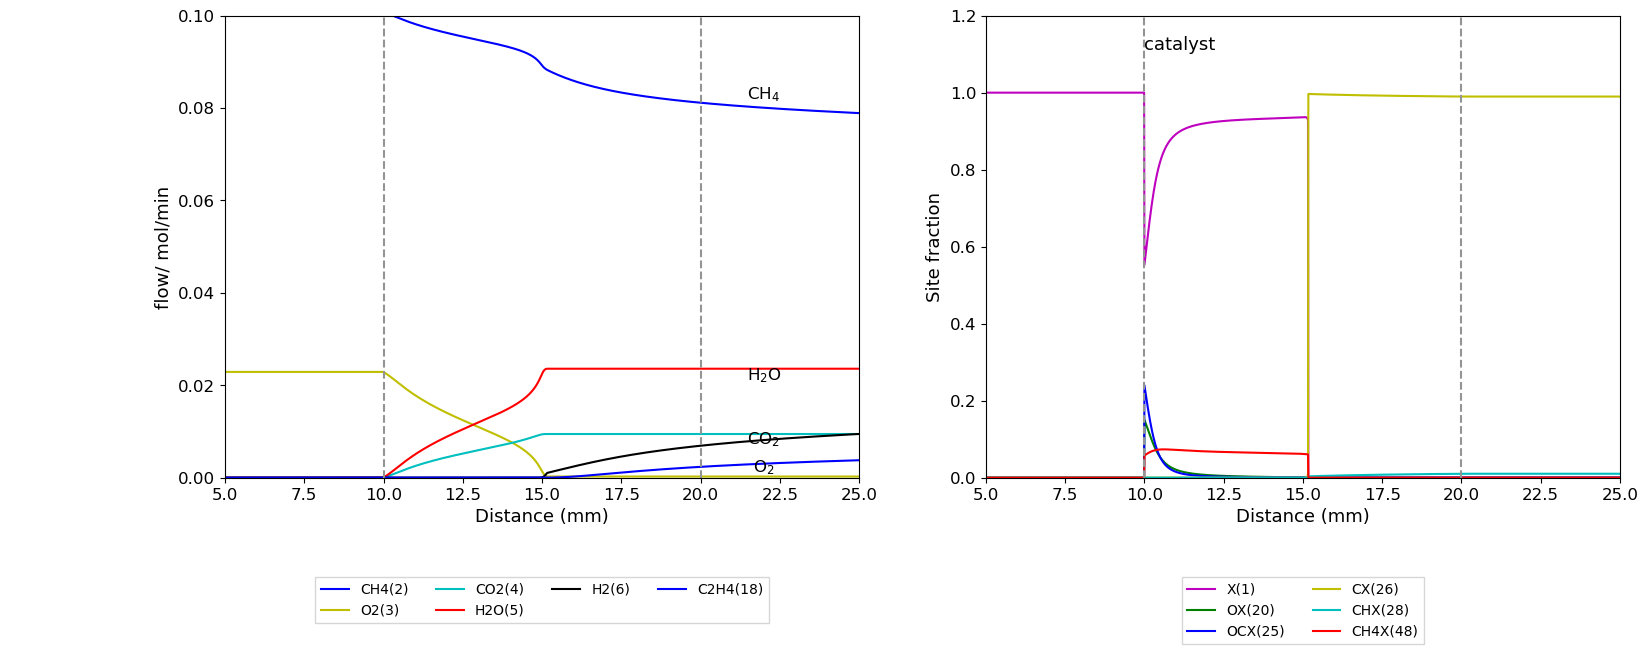 0.10
0.08
0.06
0.04
0.02
0.00
flow/ mol/min
CH4
H2O
CO2
O2
5.0 7.5 10.0 12.5 15.0 17.5 20.0 22.5 25.0
Distance (mm)
CH4(2) CO2(4) H2(6) C2H4(18)
O2(3) H2O(5)
1.2
1.0
0.8
0.6
0.4
0.2
0.0
Site fraction
catalyst
5.0 7.5 10.0 12.5 15.0 17.5 20.0 22.5 25.0
Distance (mm)
X(1) CX(26)
OX(20) CHX(28)
OCX(25) CH4X(48)